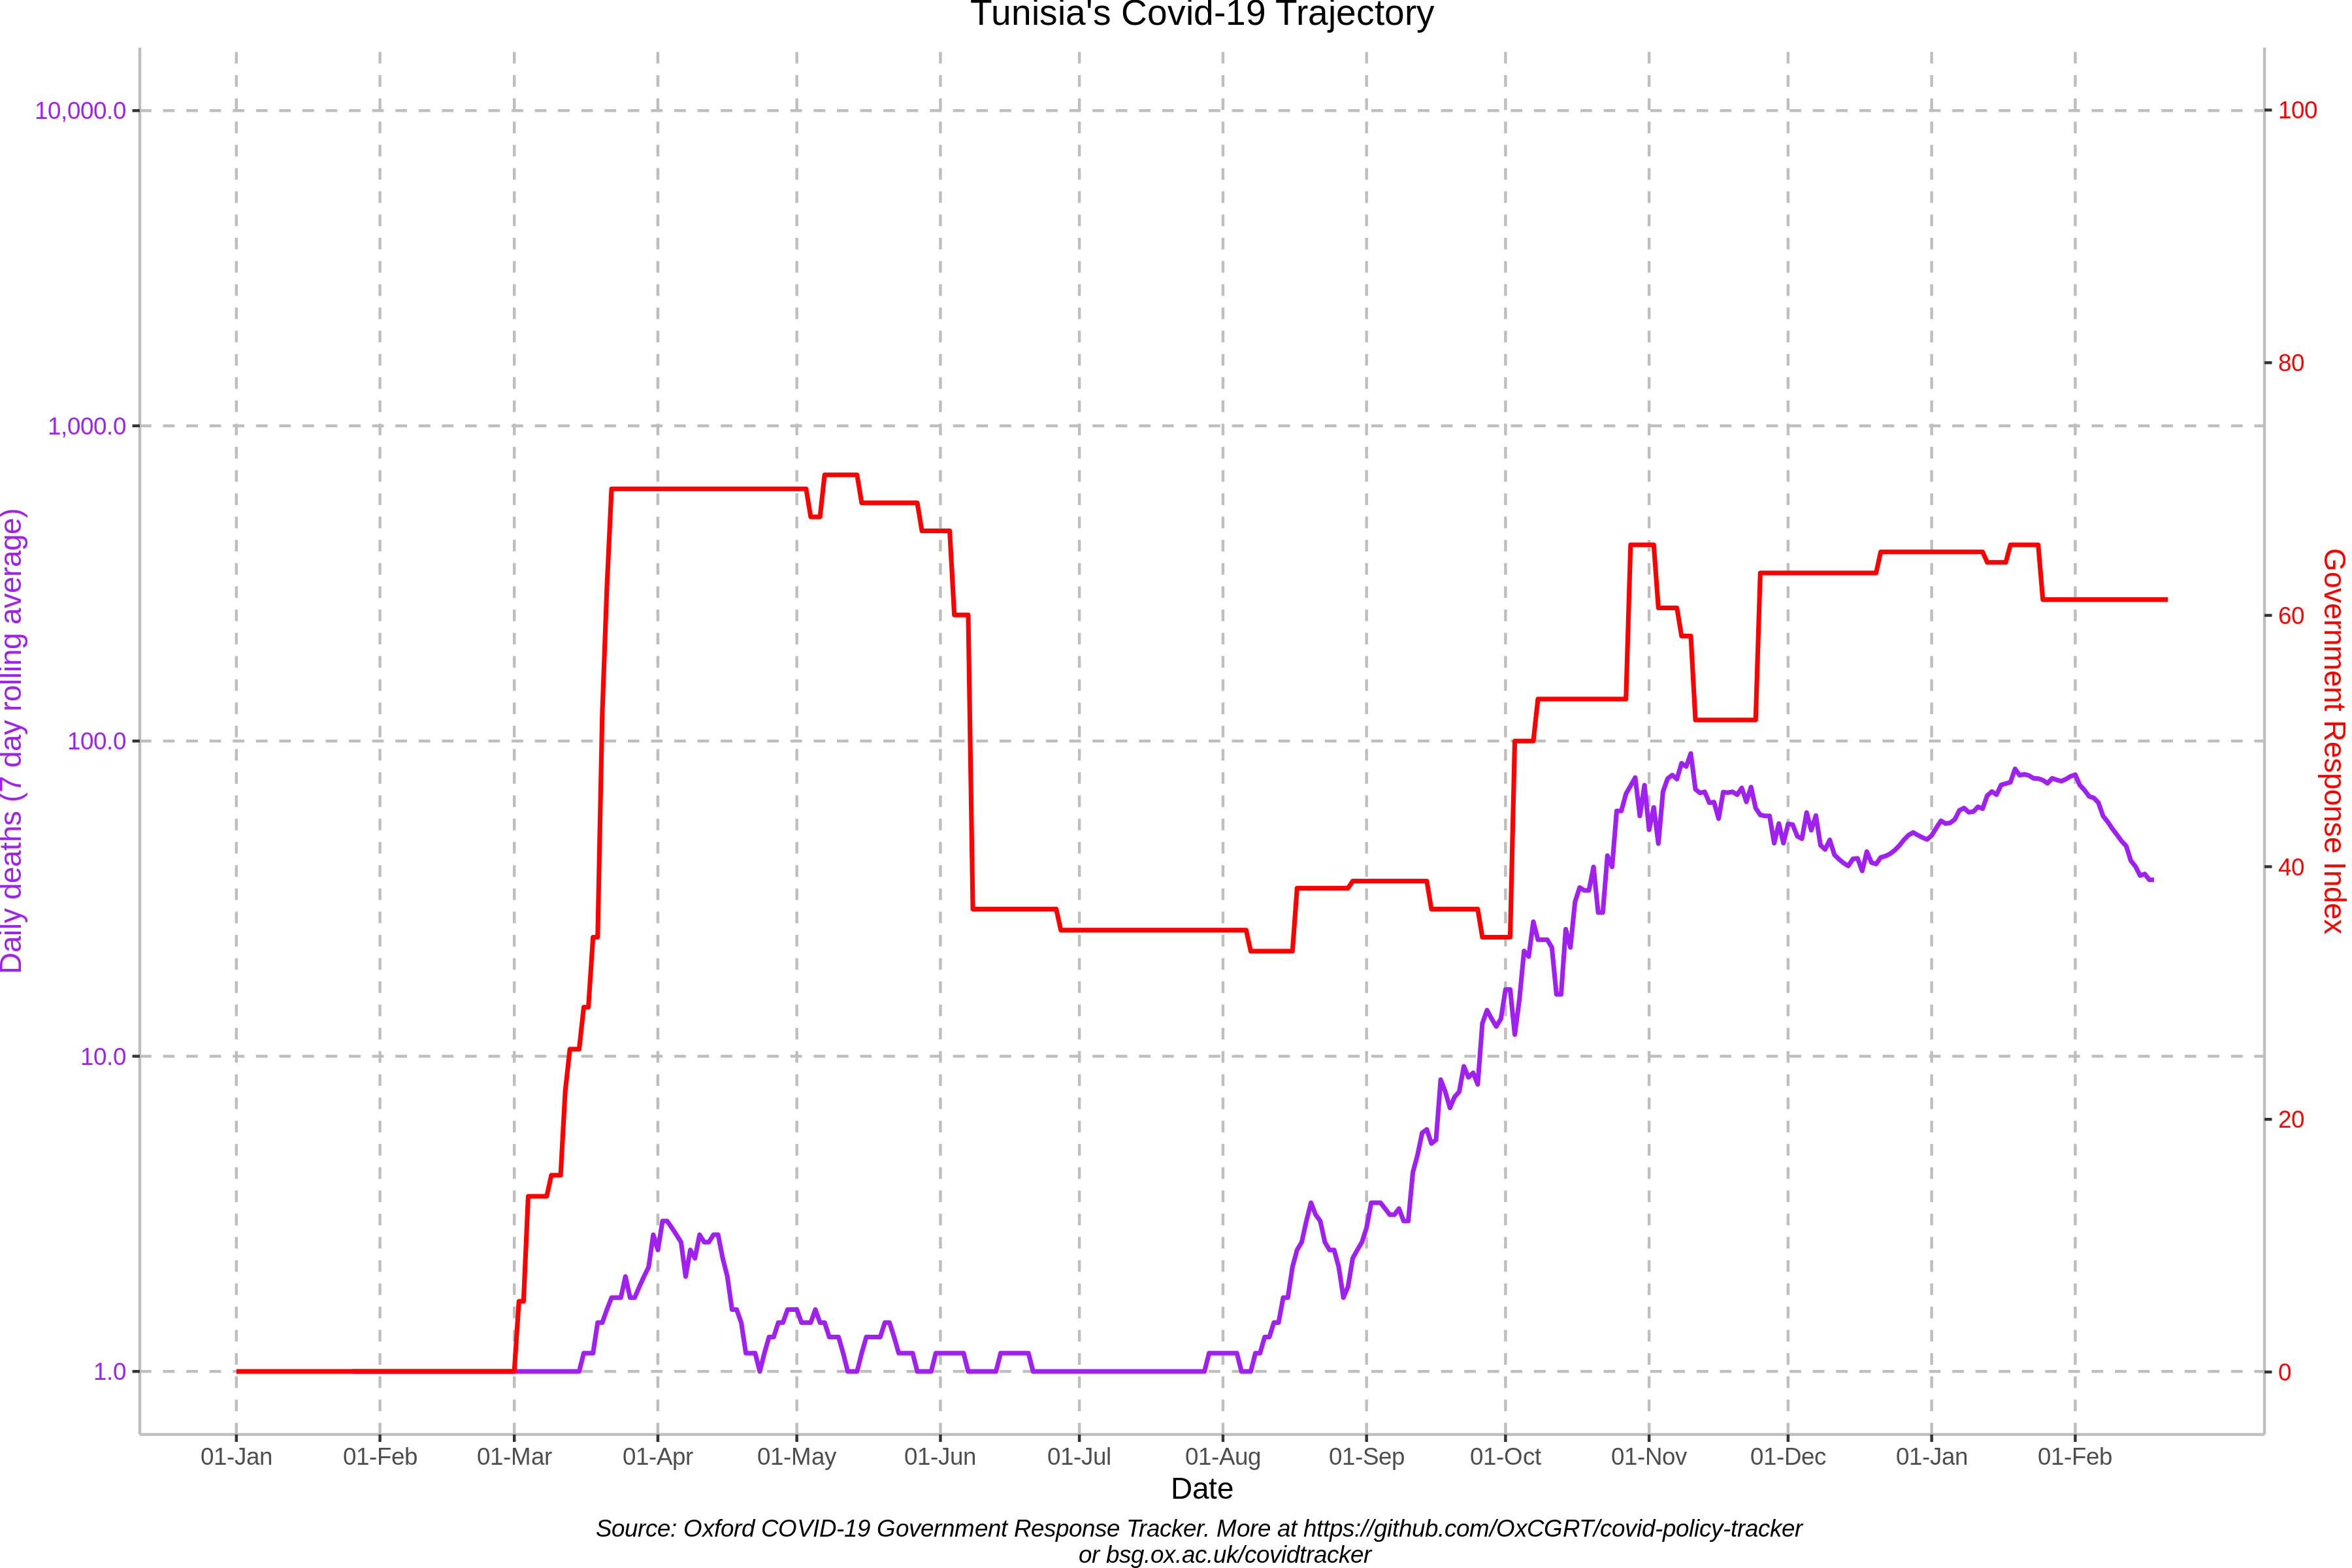 Tunisia's Covid-19 Trajectory
10,000.0
1,000.0
100.0
10.0
1.0
Daily deaths (7 day rolling average)
100
80
60
40
20
0
Government Response Index
01-Jan 01-Feb 01-Mar 01-Apr 01-May 01-Jun 01-Jul 01-Aug 01-Sep 01-Oct 01-Nov 01-Dec 01-Jan 01-Feb
Date
Source: Oxford COVID-19 Government Response Tracker. More at https://github.com/OxCGRT/covid-policy-tracker
or bsg.ox.ac.uk/covidtracker